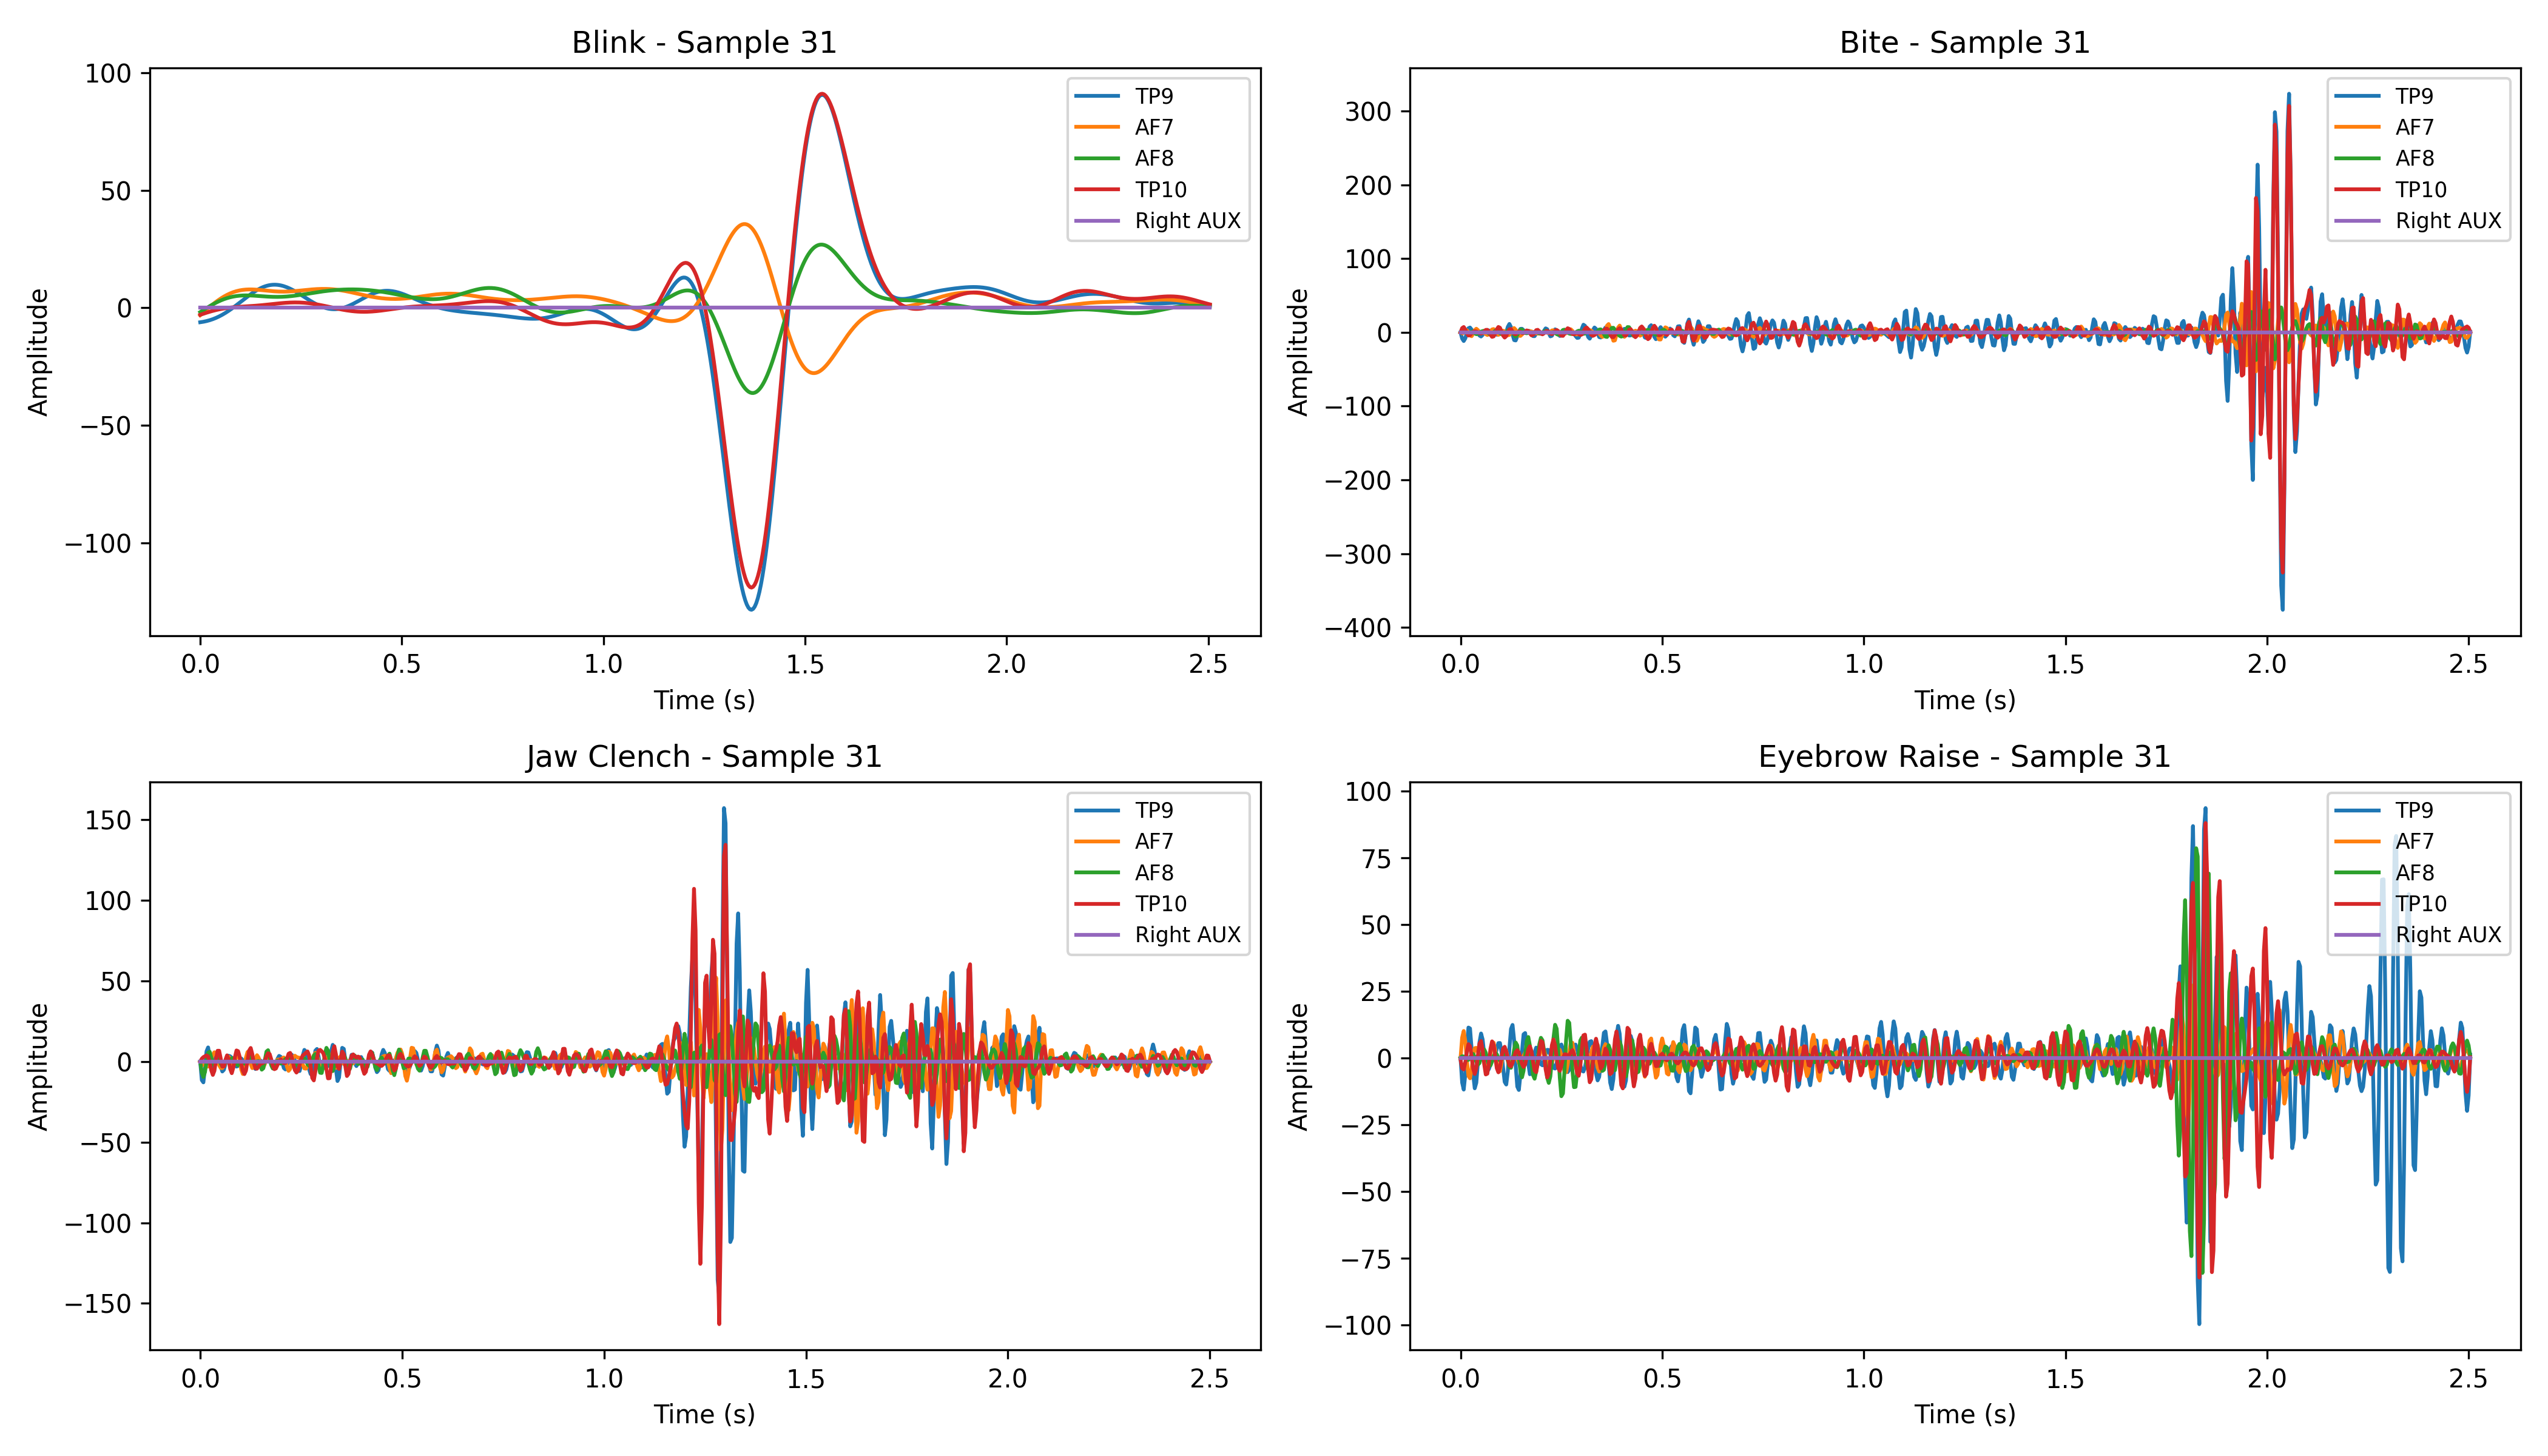 Blink - Sample 31
100
50
0
−50
−100
Amplitude
0.0 0.5 1.0 1.5 2.0 2.5
Time (s)
TP9
AF7
AF8
TP10
Right AUX
Bite - Sample 31
300
200
100
0
−100
−200
−300
−400
Amplitude
0.0 0.5 1.0 1.5 2.0 2.5
Time (s)
TP9
AF7
AF8
TP10
Right AUX
Jaw Clench - Sample 31
150
100
50
0
−50
−100
−150
Amplitude
0.0 0.5 1.0 1.5 2.0 2.5
Time (s)
TP9
AF7
AF8
TP10
Right AUX
Eyebrow Raise - Sample 31
100
75
50
25
0
−25
−50
−75
−100
Amplitude
0.0 0.5 1.0 1.5 2.0 2.5
Time (s)
TP9
AF7
AF8
TP10
Right AUX